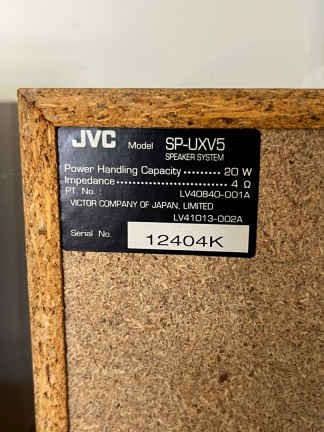 JVC Model SP-UXV5
SPEAKER SYSTEM
Power Handling Capacity ········· 20 W
Impedance ··························· 4 Ω
PT. No. LV40840-001A
VICTOR COMPANY OF JAPAN, LIMITED
LV41013-002A
Serial No. 12404K